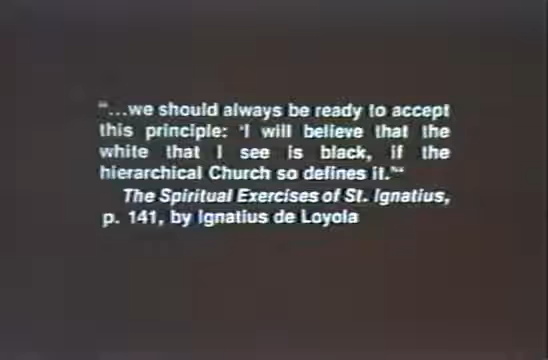 "...we should always be ready to accept
this principle: 'I will believe that the
white that I see is black, if the
hierarchical Church so defines it.'"
The Spiritual Exercises of St. Ignatius,
p. 141, by Ignatius de Loyola